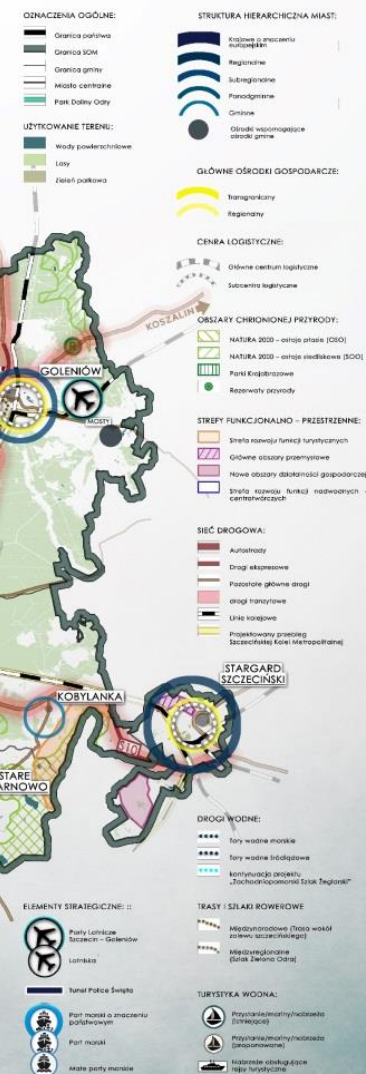 OZNACZENIA OGÓLNE:
Granica państwa
Granica SOM
Granica gminy
Miasto centralne
Park Doliny Odry
UŻYTKOWANIE TERENU:
Wody powierzchniowe
Lasy
Zieleń parkowa
STRUKTURA HIERARCHICZNA MIAST:
Krajowe o znaczeniu
europejskim
Regionalne
Subregionalne
Ponadgminne
Gminne
Ośrodki wspomagające
ośrodki gminne
GŁÓWNE OŚRODKI GOSPODARCZE:
Transgraniczny
Regionalny
CENRA LOGISTYCZNE:
Główne centrum logistyczne
Subcentra logistyczne
OBSZARY CHRIONIONEJ PRZYRODY:
NATURA 2000 – ostoja ptasia (OSO)
NATURA 2000 – ostoja siedliskowa (SOO)
Parki Krajobrazowe
Rezerwaty przyrody
STREFY FUNKCJONALNO – PRZESTRZENNE:
Strefa rozwoju funkcji turystycznych
Główne obszary przemysłowe
Nowe obszary działalności gospodarczej
Strefa rozwoju funkcji nadwodnych –
centrotwórczych
SIEĆ DROGOWA:
Autostrady
Drogi ekspresowe
Pozostałe główne drogi
drogi tranzytowe
Linie kolejowe
Projektowany przebieg
Szczecińskiej Kolei Metropolitalnej
KOSZALIN
GOLENIÓW
MOSTY
KOBYLANKA
STARGARD
SZCZECIŃSKI
S10
STARE
ARNOWO
DROGI WODNE:
Tory wodne morskie
Tory wodne śródlądowe
kontynuacja projektu
„Zachodniopomorski Szlak Żeglarski"
ELEMENTY STRATEGICZNE: ::
Porty Lotnicze
Szczecin – Goleniów
Lotniska
Tunel Police Święta
Port morski o znaczeniu
państwowym
Port morski
Małe porty morskie
TRASY I SZLAKI ROWEROWE
Międzynarodowe (Trasa wokół
zalewu szczecińskiego)
Międzyregionalne
(Szlak Zielona Odra)
TURYSTYKA WODNA:
Przystanie/mariny/nabrzeża
(istniejące)
Przystanie/mariny/nabrzeża
(proponowane)
Nabrzeże obsługujące
rejsy turystyczne